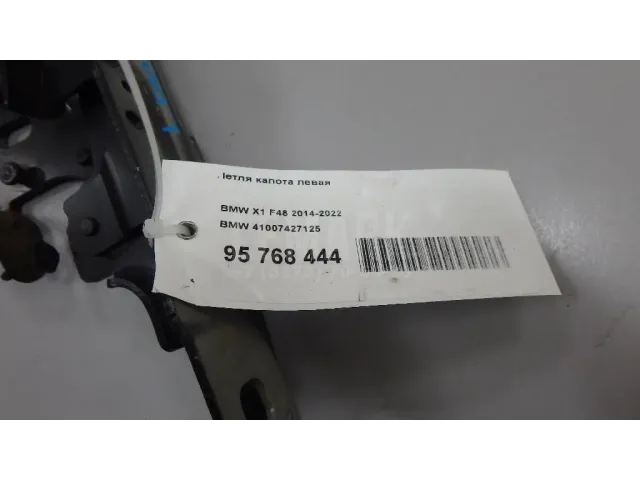 Петля капота левая
BMW X1 F48 2014-2022
BMW 41007427125
95 768 444